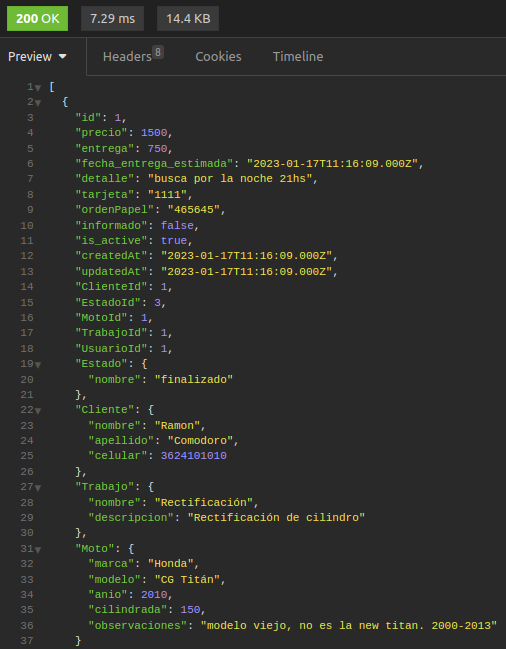 200 OK 7.29 ms 14.4 KB
Preview Headers 8 Cookies Timeline
1 [
2 {
3 "id": 1,
4 "precio": 1500,
5 "entrega": 750,
6 "fecha_entrega_estimada": "2023-01-17T11:16:09.000Z",
7 "detalle": "busca por la noche 21hs",
8 "tarjeta": "1111",
9 "ordenPapel": "465645",
10 "informado": false,
11 "is_active": true,
12 "createdAt": "2023-01-17T11:16:09.000Z",
13 "updatedAt": "2023-01-17T11:16:09.000Z",
14 "ClienteId": 1,
15 "EstadoId": 3,
16 "MotoId": 1,
17 "TrabajoId": 1,
18 "UsuarioId": 1,
19 "Estado": {
20 "nombre": "finalizado"
21 },
22 "Cliente": {
23 "nombre": "Ramon",
24 "apellido": "Comodoro",
25 "celular": 3624101010
26 },
27 "Trabajo": {
28 "nombre": "Rectificación",
29 "descripcion": "Rectificación de cilindro"
30 },
31 "Moto": {
32 "marca": "Honda",
33 "modelo": "CG Titán",
34 "anio": 2010,
35 "cilindrada": 150,
36 "observaciones": "modelo viejo, no es la new titan. 2000-2013"
37 }